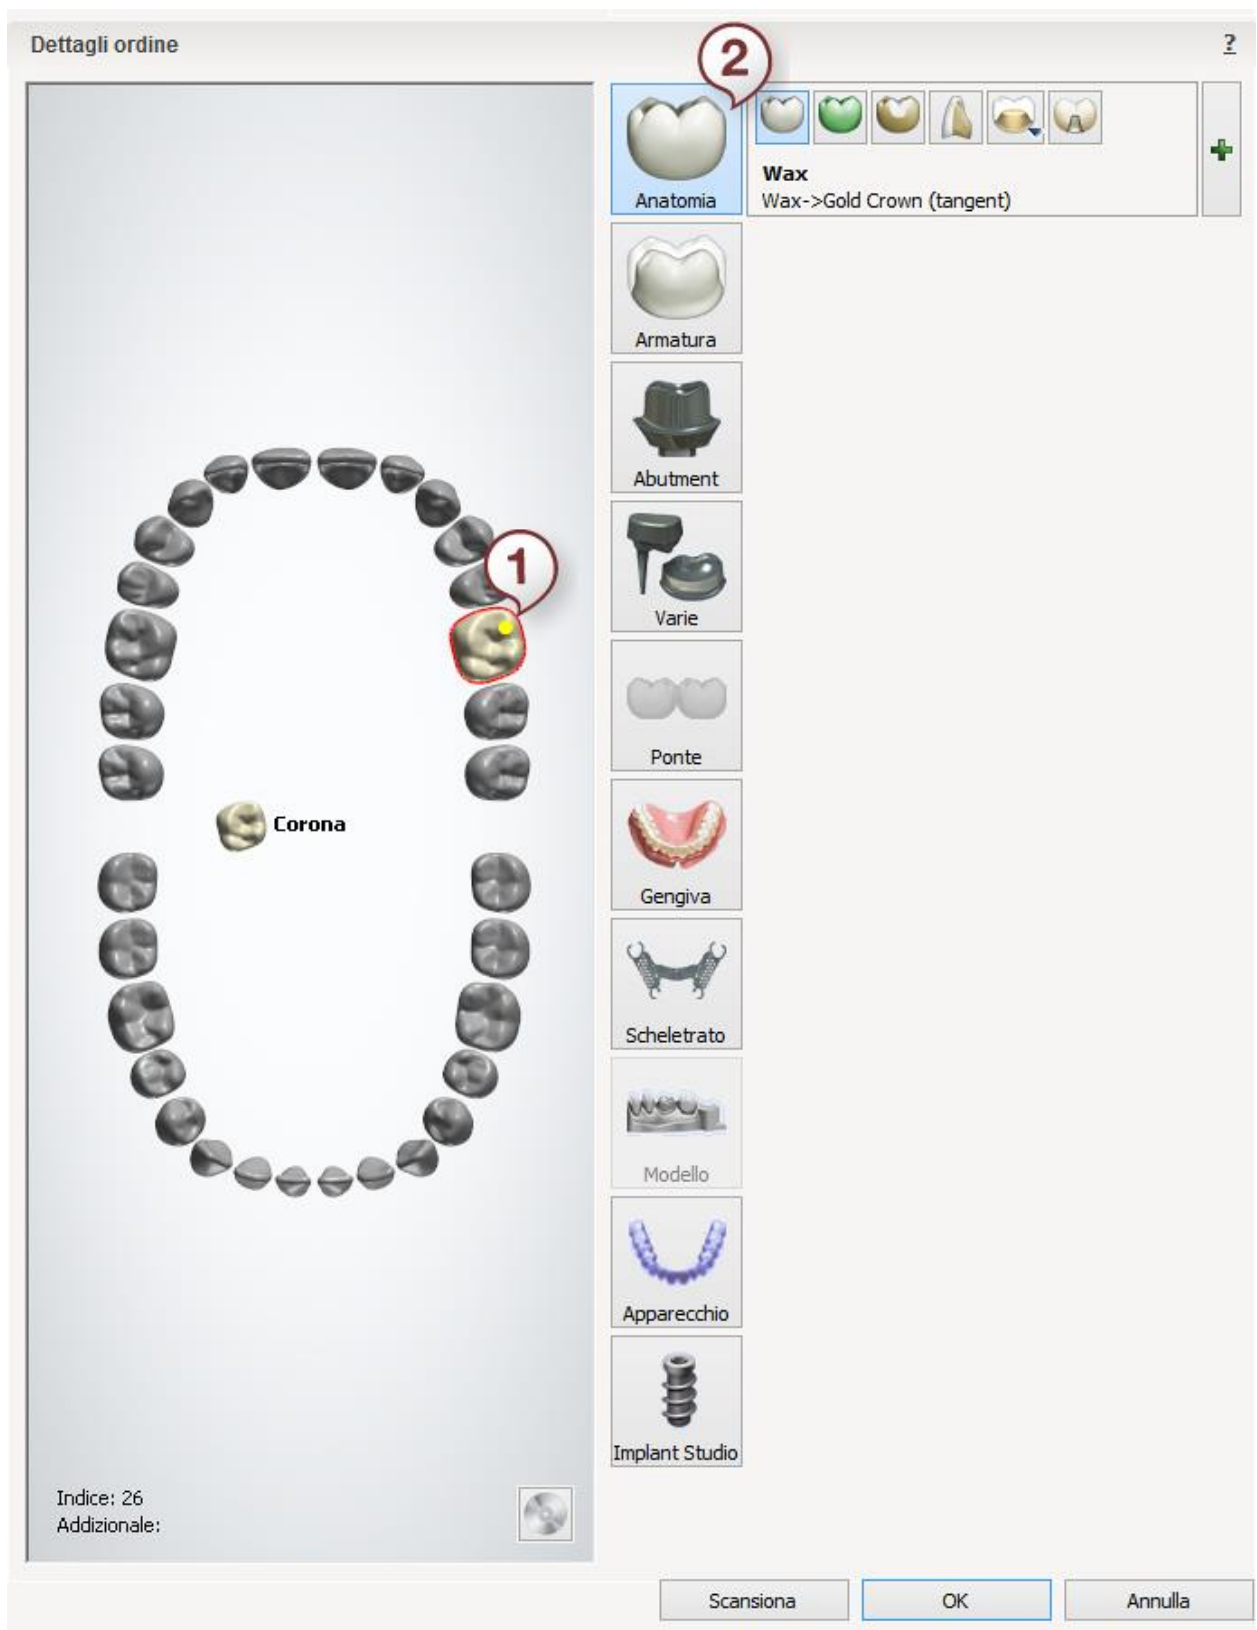 Dettagli ordine
?
2
Anatomia
Wax
Wax->Gold Crown (tangent)
Armatura
Abutment
1
Varie
Ponte
Corona
Gengiva
Scheletrato
Modello
Apparecchio
Implant Studio
Indice: 26
Addizionale:
Scansiona
OK
Annulla